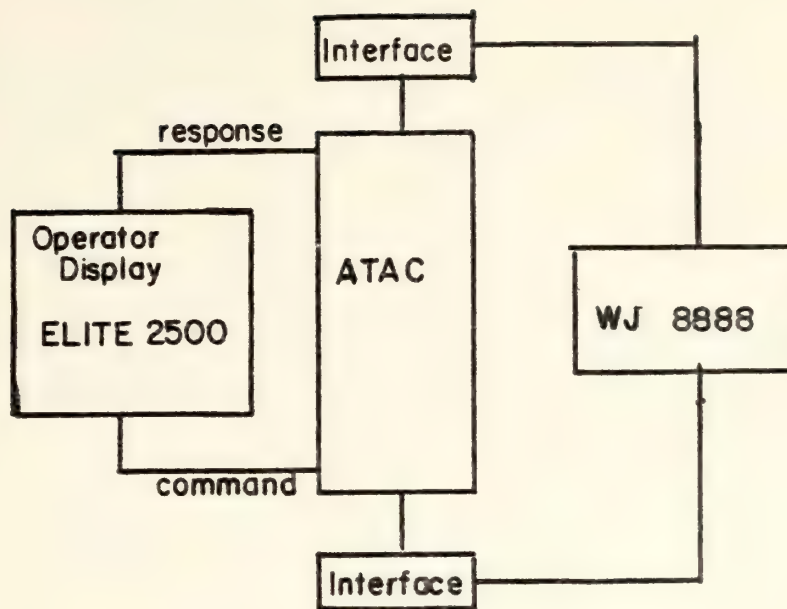 Interface
response
Operator
Display
ELITE 2500
ATAC
WJ 8888
command
Interface